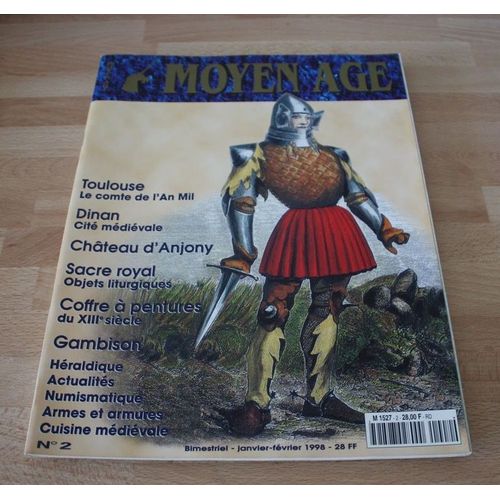 MOYEN AGE
Toulouse
Le comte de l'An Mil
Dinan
Cité médiévale
Château d'Anjony
Sacre royal
Objets liturgiques
Coffre à pentures
du XIIIe siècle
Gambison
Héraldique
Actualités
Numismatique
Armes et armures
Cuisine médiévale
N°2
Bimestriel - janvier-février 1998 - 28 FF
M 1527 - 2 - 28,00 F - RD